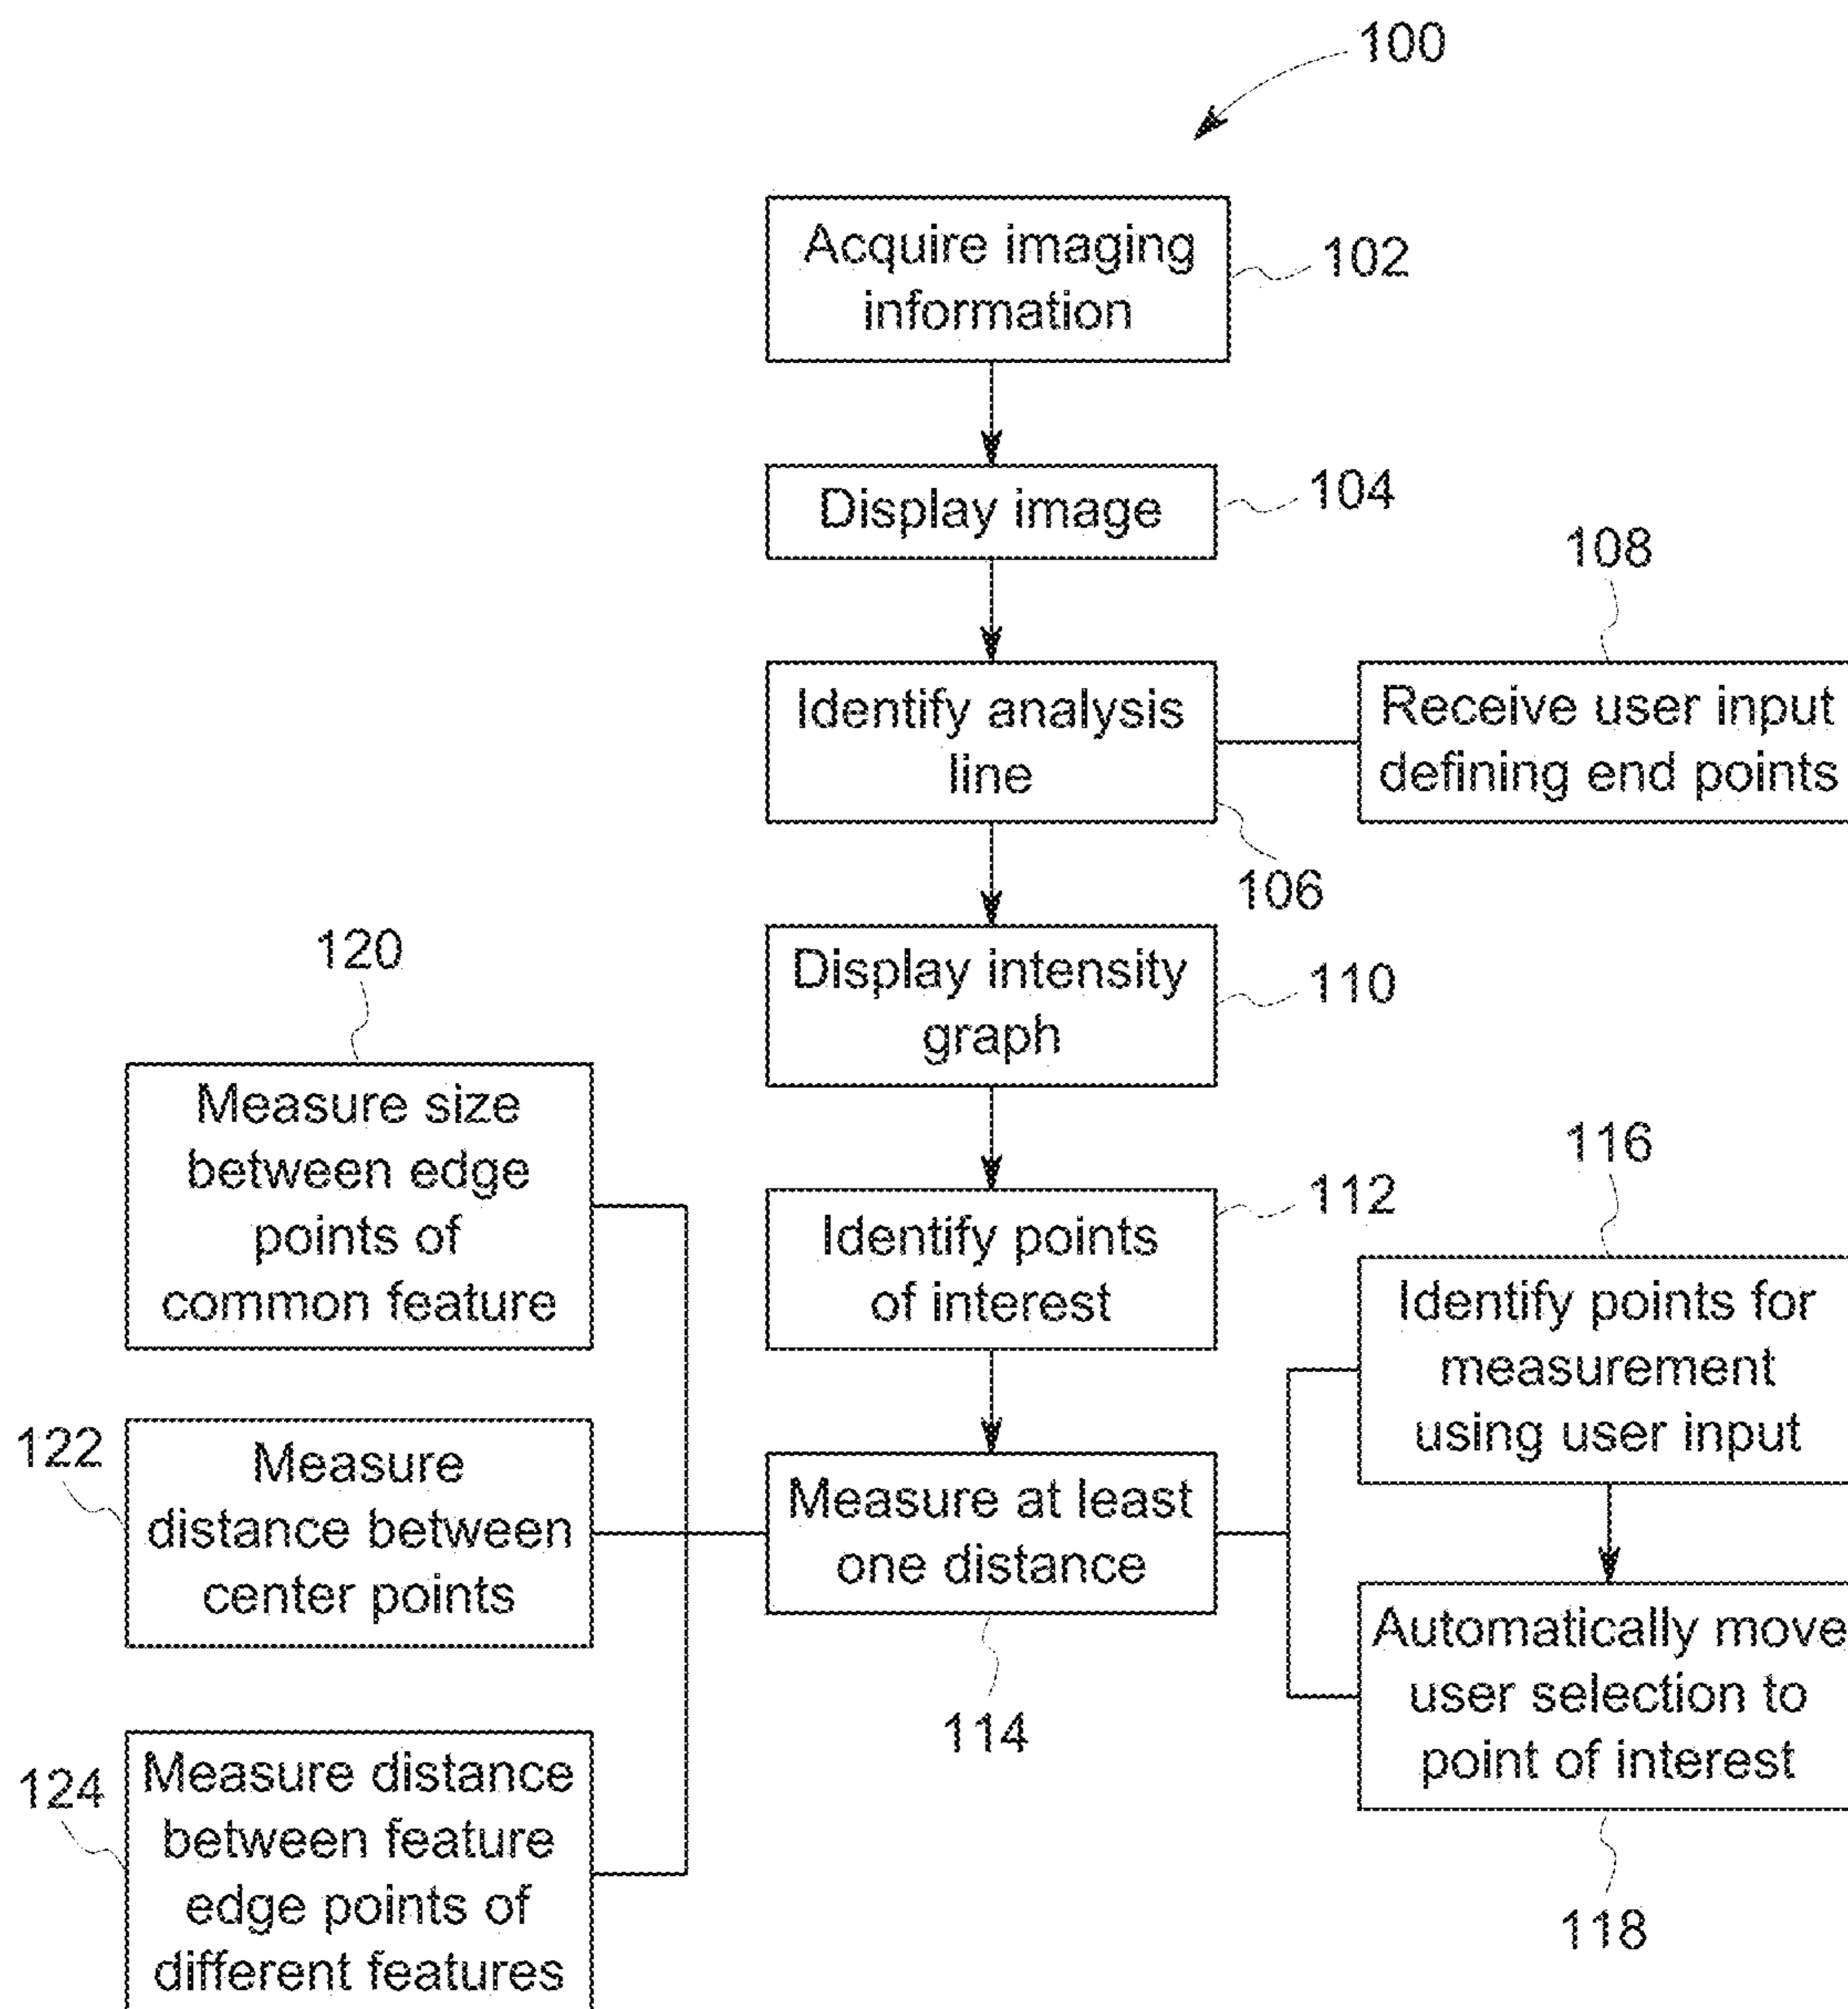 100
Acquire imaging
information
102
Display image
104
108
Identify analysis
line
Receive user input
defining end points
106
Display intensity
graph
110
120
Measure size
between edge
points of
common feature
Identify points
of interest
112
116
Identify points for
measurement
using user input
122
Measure
distance between
center points
Measure at least
one distance
114
Automatically move
user selection to
point of interest
118
124
Measure distance
between feature
edge points of
different features